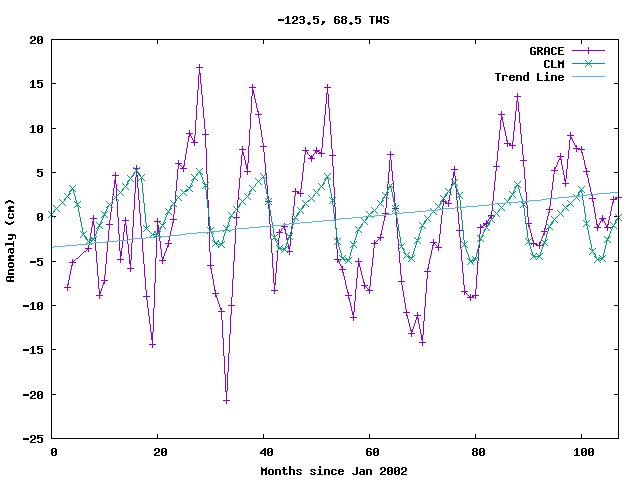 -123.5, 68.5 TWS
GRACE
CLM
Trend Line
20
15
10
5
0
-5
-10
-15
-20
-25
Anomaly (cm)
0 20 40 60 80 100
Months since Jan 2002